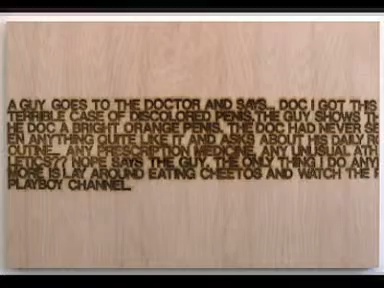 A GUY GOES TO THE DOCTOR AND SAYS... DOC I GOT THIS
TERRIBLE CASE OF DISCOLORED PENIS.THE GUY SHOWS TH
HE DOC A BRIGHT ORANGE PENIS. THE DOC HAD NEVER SE
EN ANYTHING QUITE LIKE IT AND ASKS ABOUT HIS DAILY RO
OUTINE... ANY PRESCRIPTION MEDICINE, ANY UNUSUAL ATH
LETICS?? NOPE SAYS THE GUY. THE ONLY THING I DO ANY
MORE IS LAY AROUND EATING CHEETOS AND WATCH THE P
PLAYBOY CHANNEL.